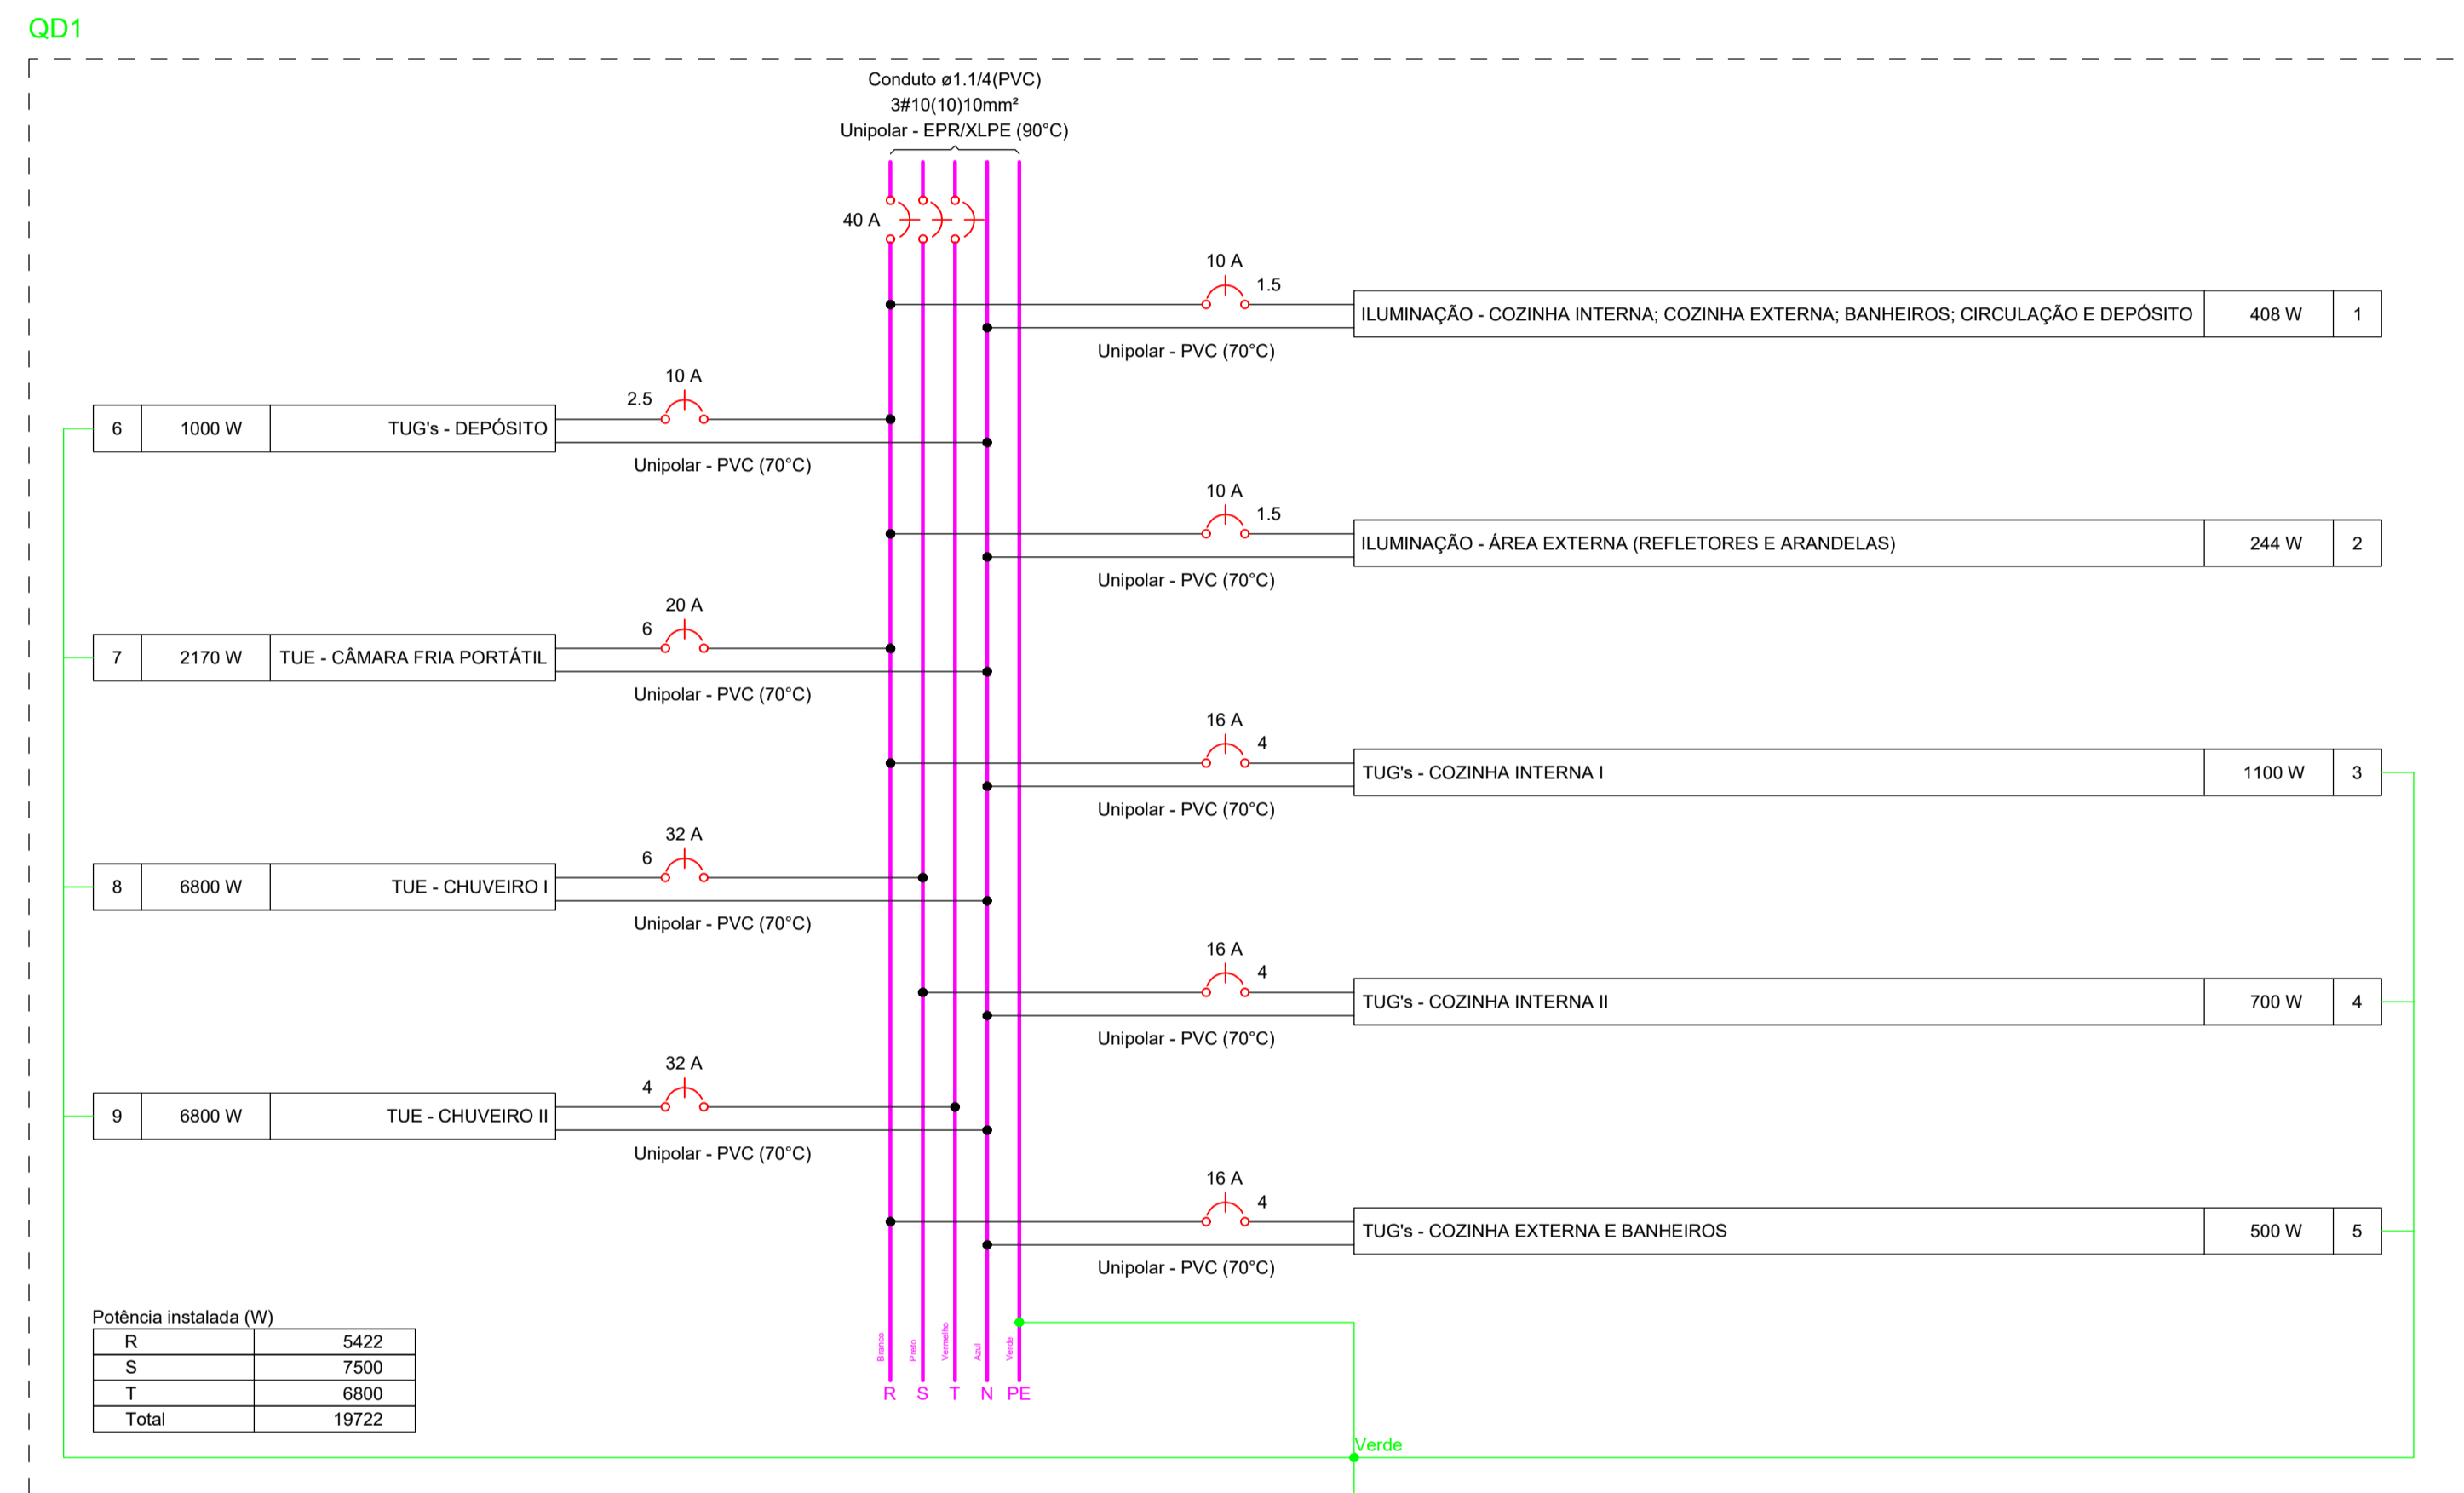 QD1
Conduto ø1.1/4(PVC)
3#10(10)10mm²
Unipolar - EPR/XLPE (90°C)
40 A
10 A
1.5
ILUMINAÇÃO - COZINHA INTERNA; COZINHA EXTERNA; BANHEIROS; CIRCULAÇÃO E DEPÓSITO 408 W 1
Unipolar - PVC (70°C)
10 A
2.5
6 1000 W TUG's - DEPÓSITO
Unipolar - PVC (70°C)
10 A
1.5
ILUMINAÇÃO - ÁREA EXTERNA (REFLETORES E ARANDELAS) 244 W 2
Unipolar - PVC (70°C)
20 A
6
7 2170 W TUE - CÂMARA FRIA PORTÁTIL
Unipolar - PVC (70°C)
16 A
4
TUG's - COZINHA INTERNA I 1100 W 3
Unipolar - PVC (70°C)
32 A
6
8 6800 W TUE - CHUVEIRO I
Unipolar - PVC (70°C)
16 A
4
TUG's - COZINHA INTERNA II 700 W 4
Unipolar - PVC (70°C)
32 A
4
9 6800 W TUE - CHUVEIRO II
Unipolar - PVC (70°C)
16 A
4
TUG's - COZINHA EXTERNA E BANHEIROS 500 W 5
Unipolar - PVC (70°C)
Potência instalada (W)
R 5422
S 7500
T 6800
Total 19722
Branco Preto Vermelho Azul Verde
R S T N PE
Verde